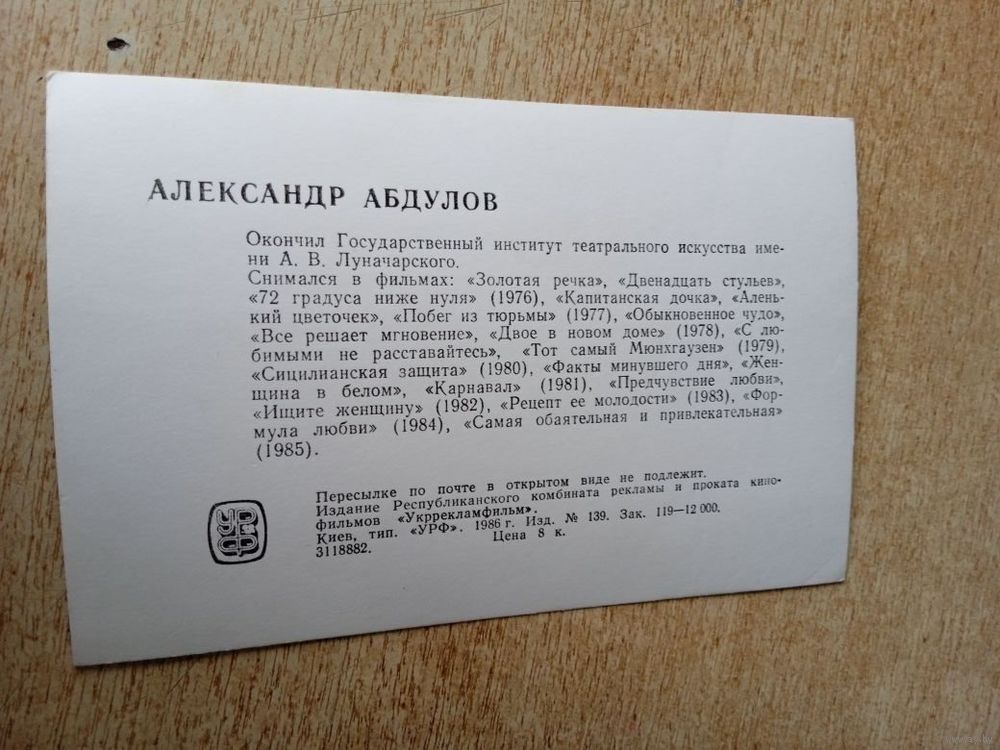 АЛЕКСАНДР АБДУЛОВ
Окончил Государственный институт театрального искусства име-
ни А. В. Луначарского.
Снимался в фильмах: «Золотая речка», «Двенадцать стульев»,
«72 градуса ниже нуля» (1976), «Капитанская дочка», «Алень-
кий цветочек», «Побег из тюрьмы» (1977), «Обыкновенное чудо»,
«Все решает мгновение», «Двое в новом доме» (1978), «С лю-
бимыми не расставайтесь», «Тот самый Мюнхгаузен» (1979),
«Сицилианская защита» (1980), «Факты минувшего дня», «Жен-
щина в белом», «Карнавал» (1981), «Предчувствие любви»,
«Ищите женщину» (1982), «Рецепт ее молодости» (1983), «Фор-
мула любви» (1984), «Самая обаятельная и привлекательная»
(1985).
Пересылке по почте в открытом виде не подлежит.
Издание Республиканского комбината рекламы и проката кино-
фильмов «Укррекламфильм».
Киев, тип. «УРФ». 1986 г. Изд. № 139. Зак. 119—12 000.
3118882. Цена 8 к.
УРФ